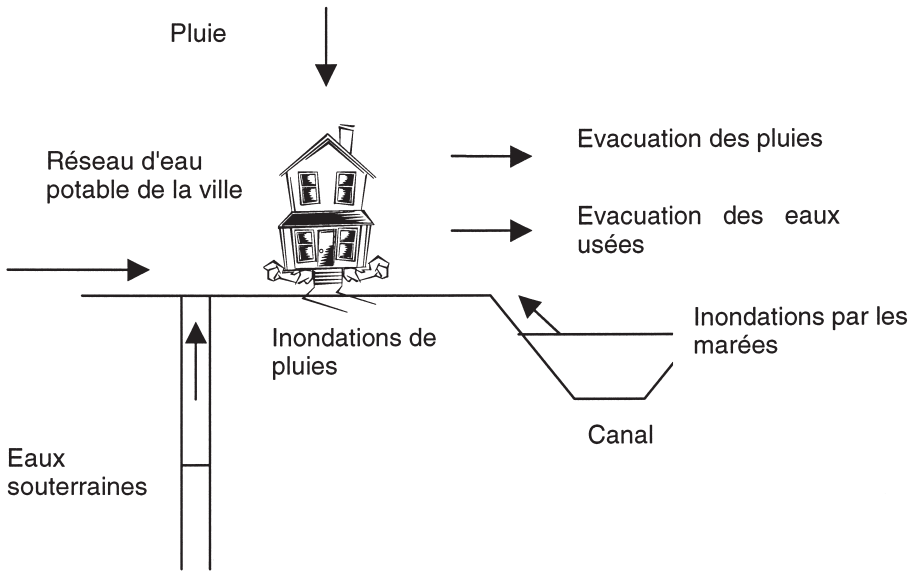 Pluie
Réseau d'eau
potable de la ville
Evacuation des pluies
Evacuation des eaux
usées
Inondations de
pluies
Inondations par les
marées
Canal
Eaux
souterraines